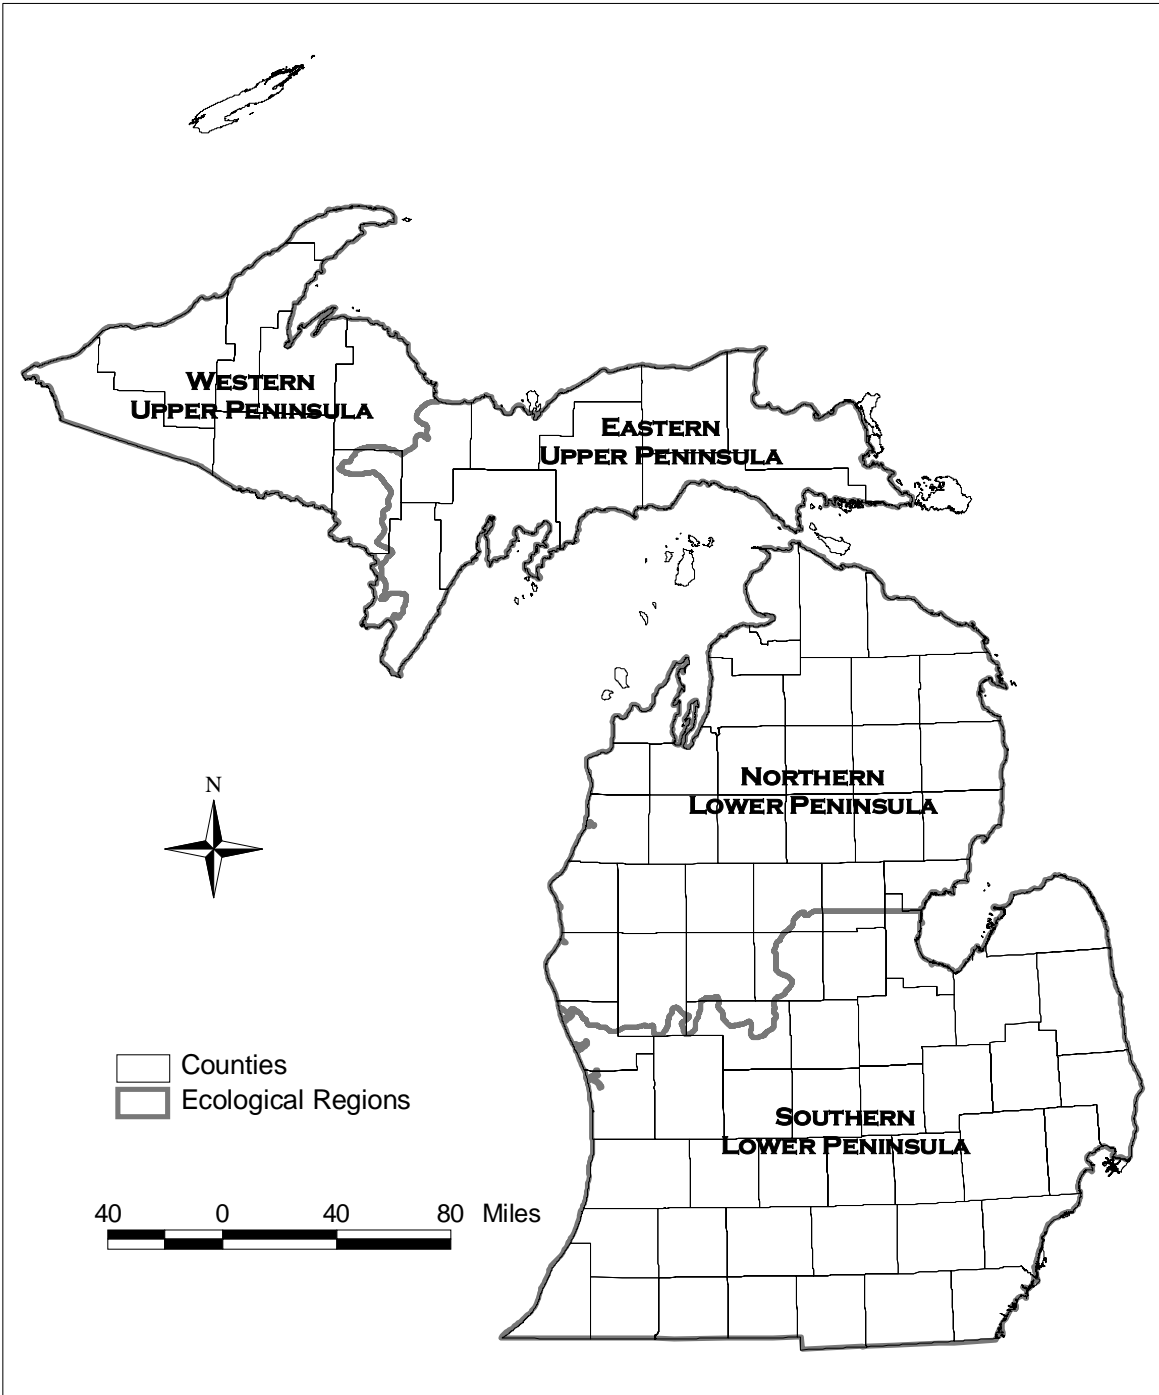 WESTERN
UPPER PENINSULA
EASTERN
UPPER PENINSULA
N
NORTHERN
LOWER PENINSULA
Counties
Ecological Regions
SOUTHERN
LOWER PENINSULA
40 0 40 80 Miles